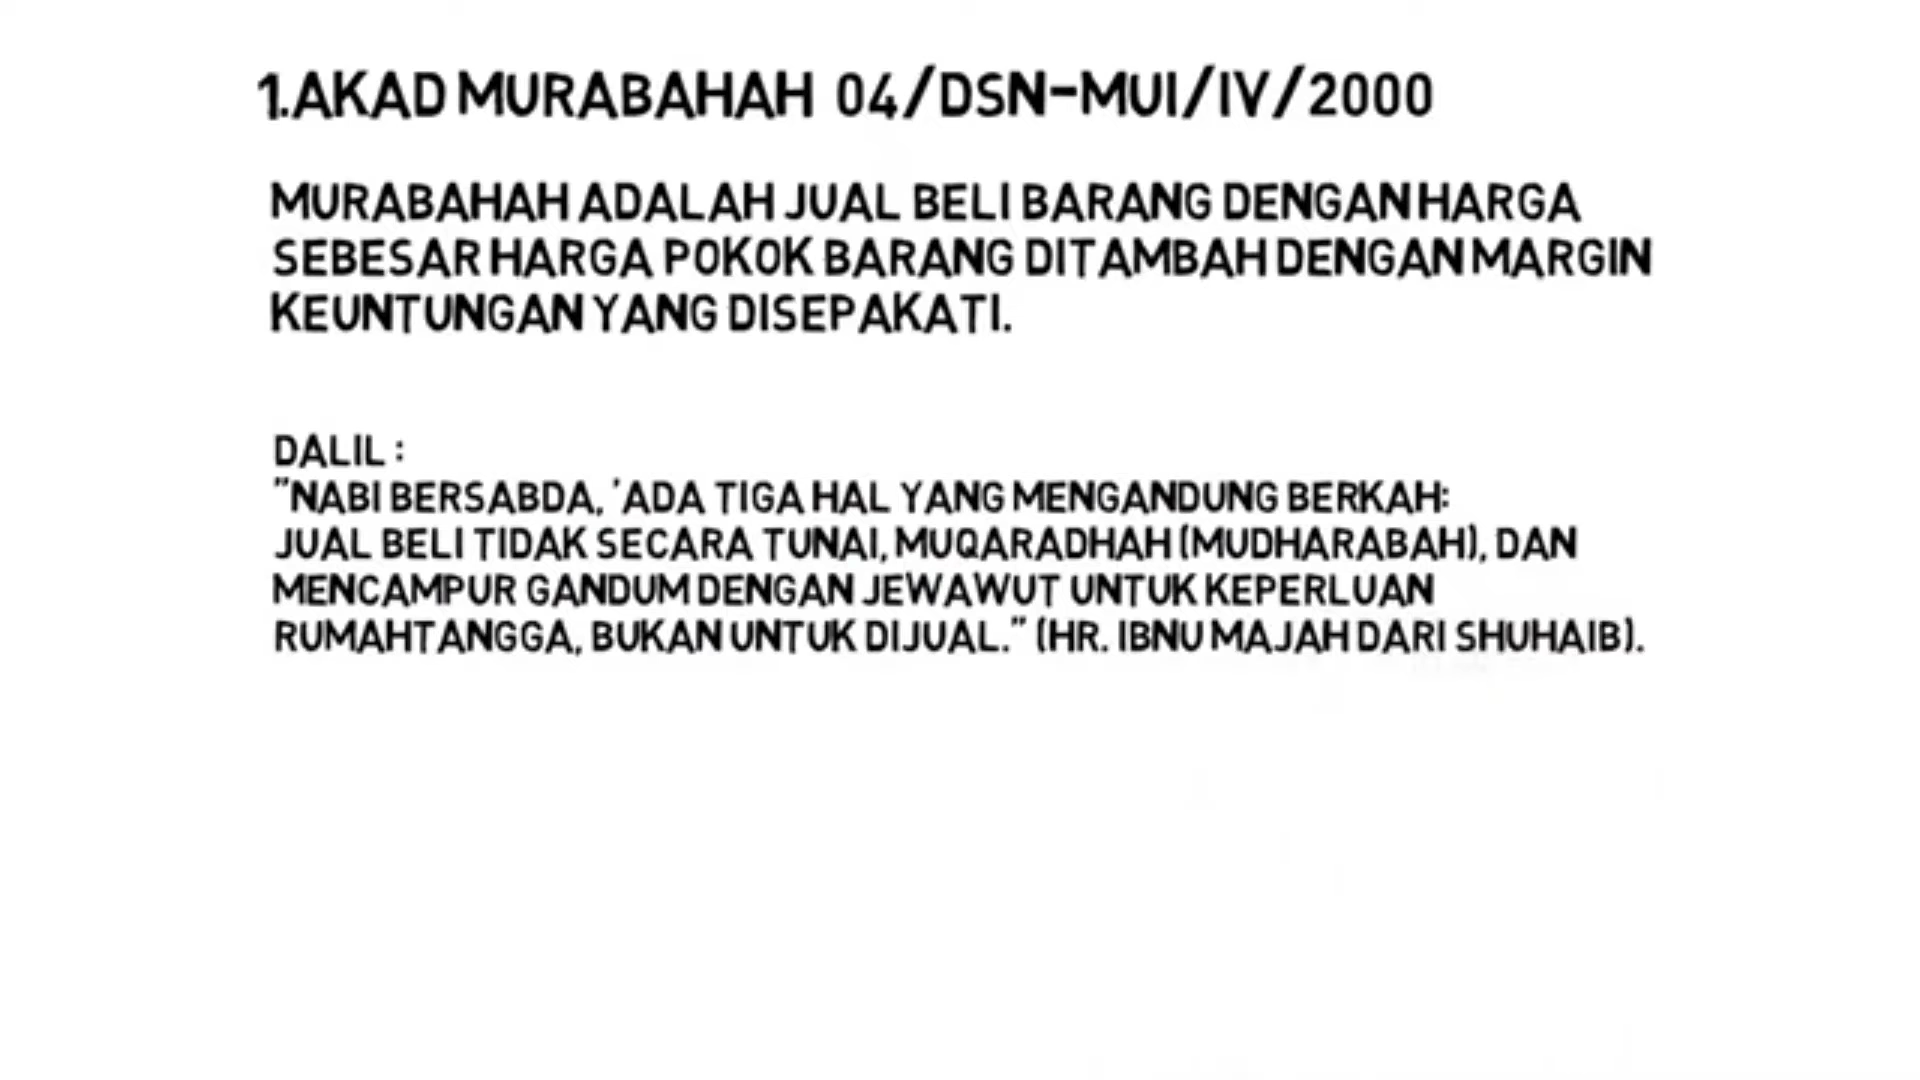 1.AKAD MURABAHAH 04/DSN-MUI/IV/2000
MURABAHAH ADALAH JUAL BELI BARANG DENGAN HARGA
SEBESAR HARGA POKOK BARANG DITAMBAH DENGAN MARGIN
KEUNTUNGAN YANG DISEPAKATI.
DALIL :
"NABI BERSABDA, 'ADA TIGA HAL YANG MENGANDUNG BERKAH:
JUAL BELI TIDAK SECARA TUNAI, MUQARADHAH (MUDHARABAH), DAN
MENCAMPUR GANDUM DENGAN JEWAWUT UNTUK KEPERLUAN
RUMAHTANGGA, BUKAN UNTUK DIJUAL." (HR. IBNU MAJAH DARI SHUHAIB).